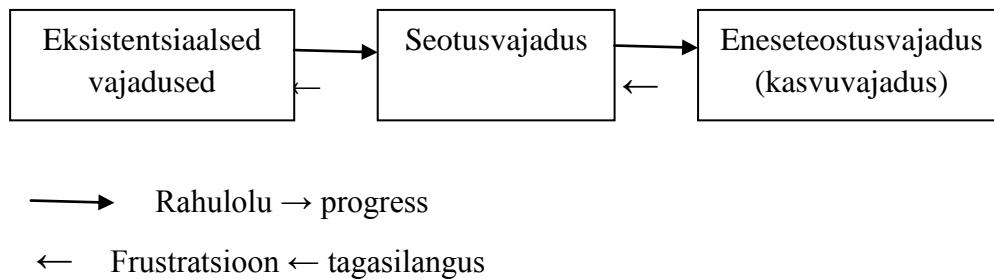 Eksistentsiaalsed
vajadused
Seotusvajadus
Eneseteostusvajadus
(kasvuvajadus)
Rahulolu → progress
Frustratsioon ← tagasilangus